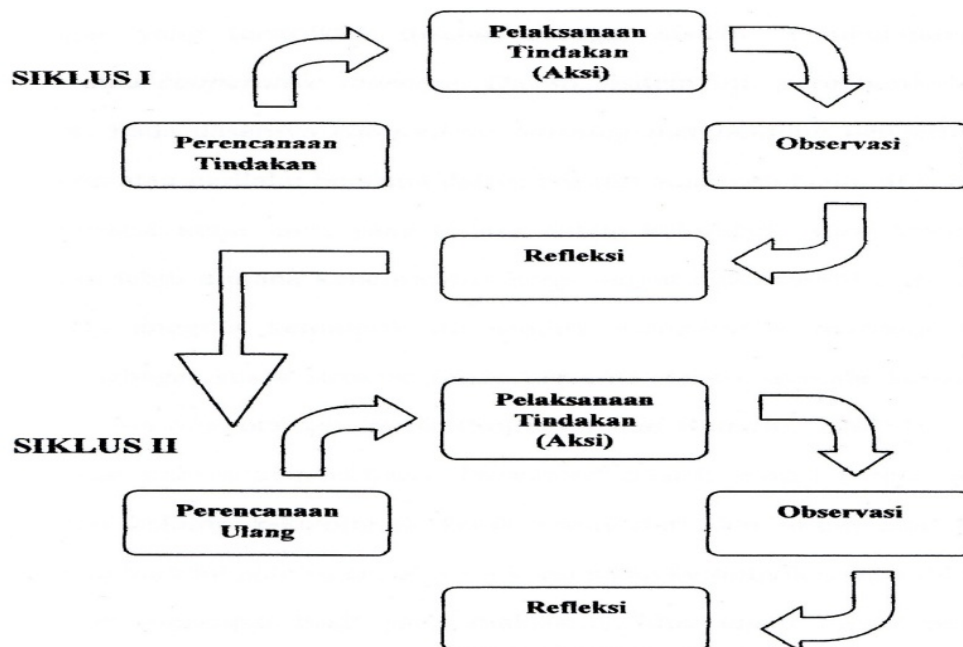 Pelaksanaan
Tindakan
(Aksi)
SIKLUS I
Perencanaan
Tindakan
Observasi
Refleksi
Pelaksanaan
Tindakan
(Aksi)
SIKLUS II
Perencanaan
Ulang
Observasi
Refleksi